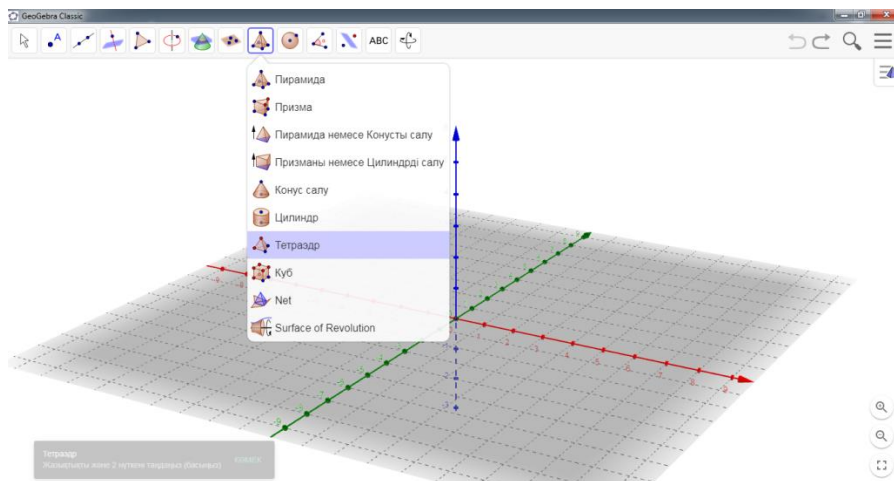 GeoGebra Classic
ABC
Пирамида
Призма
Пирамида немесе Конусты салу
Призманы немесе Цилиндрді салу
Конус салу
Цилиндр
Тетраэдр
Куб
Net
Surface of Revolution
Тетраэдр